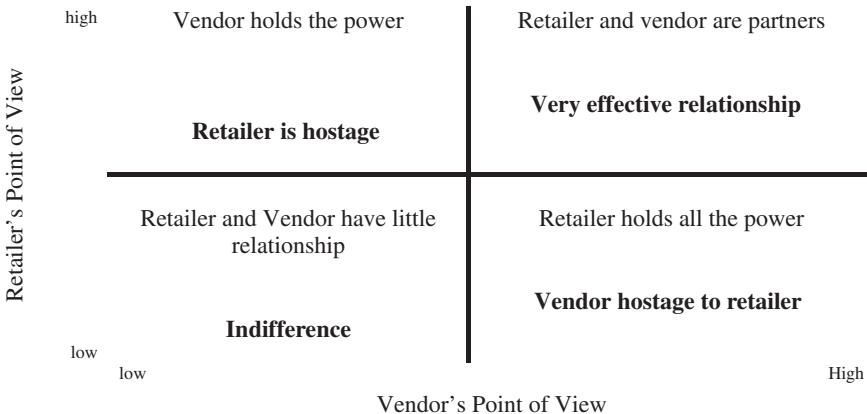 high
Vendor holds the power
Retailer and vendor are partners
Retailer is hostage
Very effective relationship
Retailer's Point of View
Retailer and Vendor have little
relationship
Retailer holds all the power
Indifference
Vendor hostage to retailer
low
low
High
Vendor's Point of View